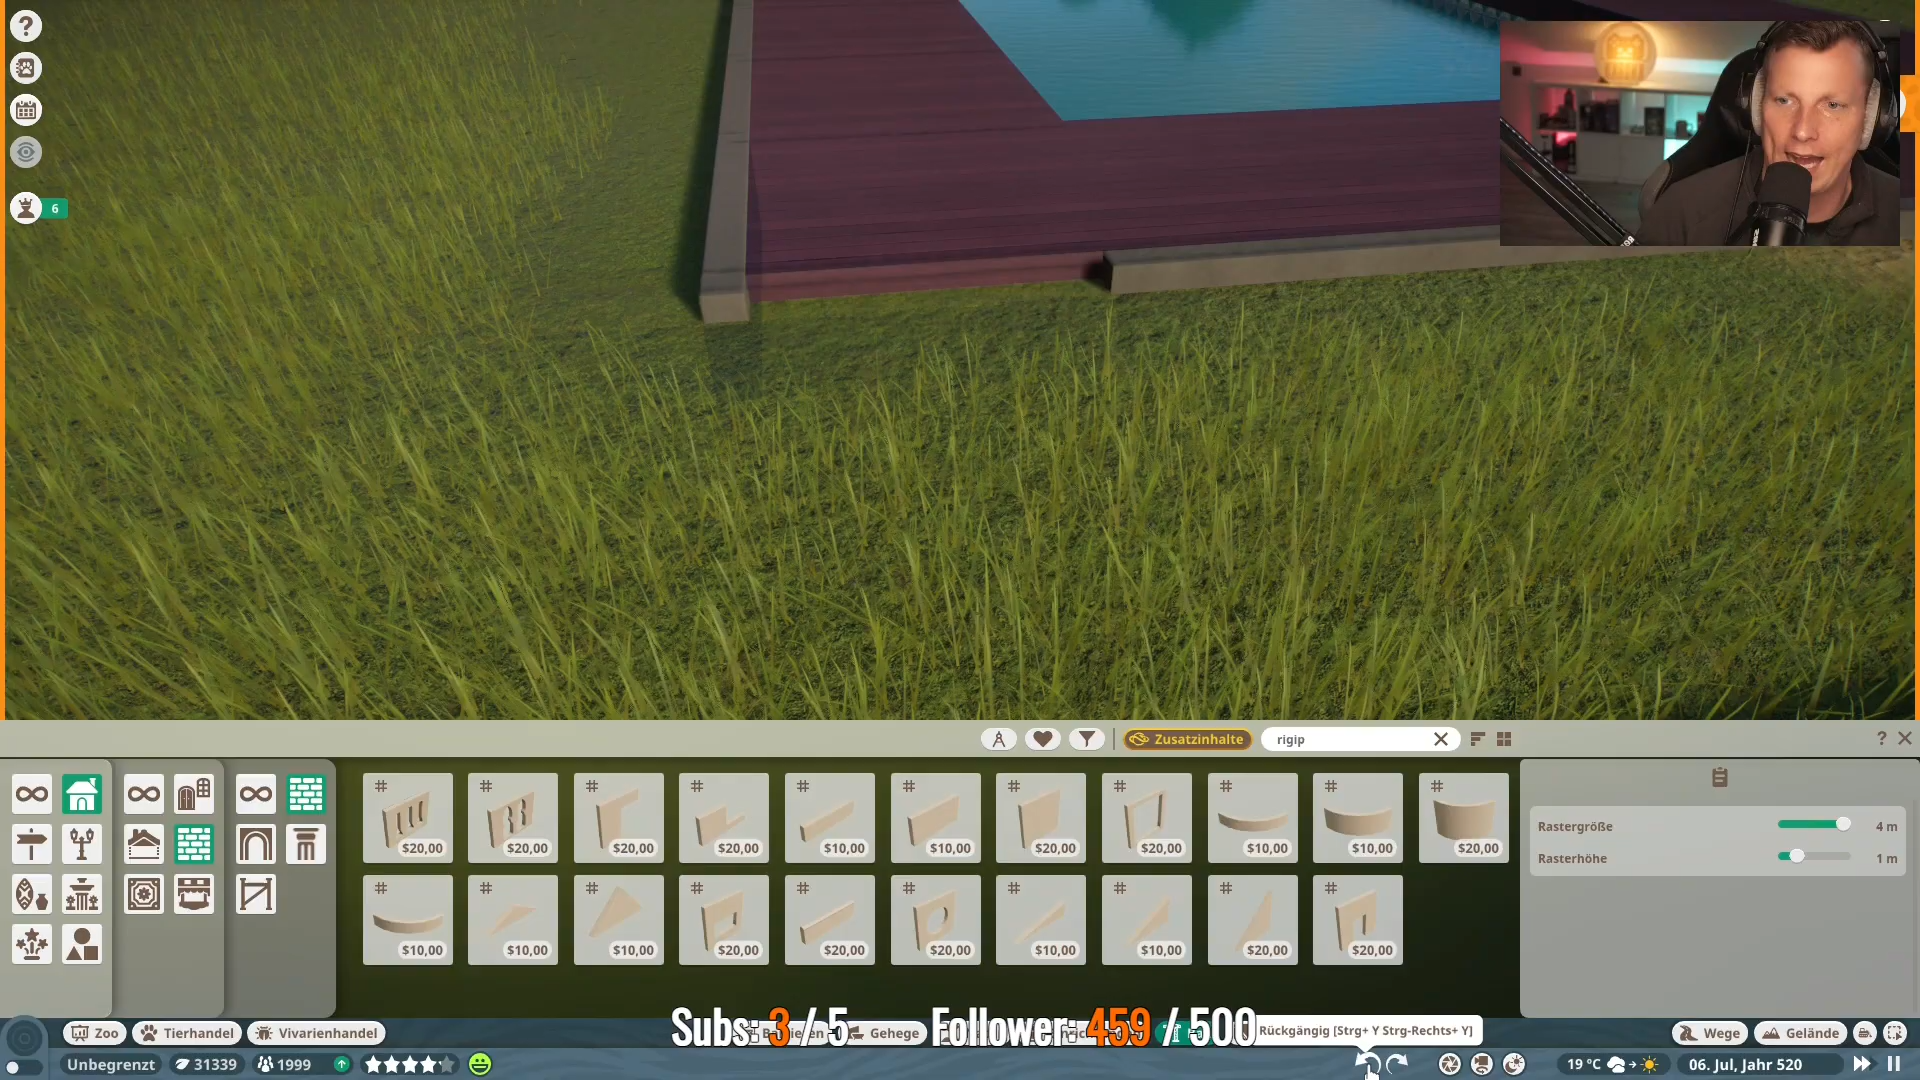 6
Zusatzinhalte
rigip
$20,00 $20,00 $20,00 $20,00 $10,00 $10,00 $20,00 $20,00 $10,00 $10,00 $20,00
$10,00 $10,00 $10,00 $20,00 $20,00 $20,00 $10,00 $10,00 $20,00 $20,00
Rastergröße 4 m
Rasterhöhe 1 m
Zoo Tierhandel Vivarienhandel
Gehege
Subs: 3 / 5 Follower: 459 / 500
Rückgängig [Strg+ Y Strg-Rechts+ Y]
Wege Gelände
Unbegrenzt 31339 1999
19 °C
06. Jul, Jahr 520